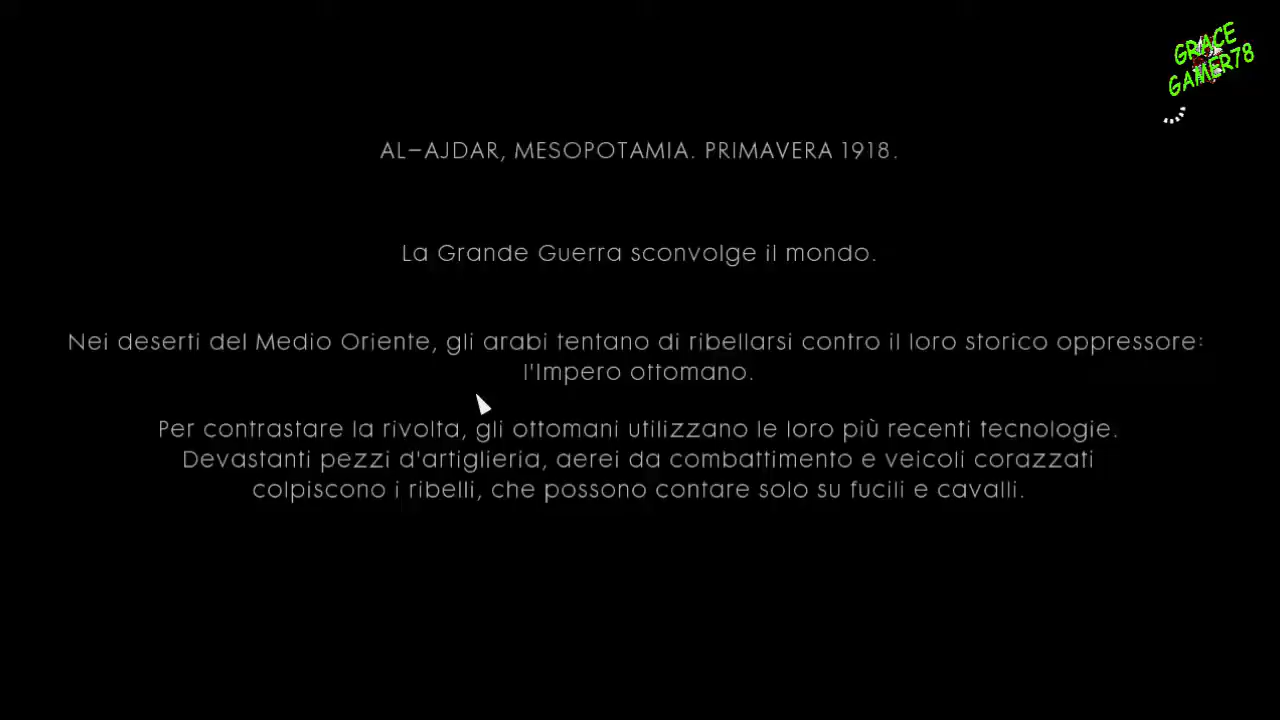 GRACE
GAMER78
AL-AJDAR, MESOPOTAMIA. PRIMAVERA 1918.
La Grande Guerra sconvolge il mondo.
Nei deserti del Medio Oriente, gli arabi tentano di ribellarsi contro il loro storico oppressore:
l'Impero ottomano.
Per contrastare la rivolta, gli ottomani utilizzano le loro più recenti tecnologie.
Devastanti pezzi d'artiglieria, aerei da combattimento e veicoli corazzati
colpiscono i ribelli, che possono contare solo su fucili e cavalli.